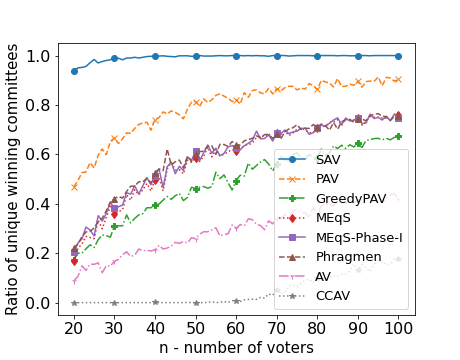 1.0
0.8
0.6
0.4
0.2
0.0
Ratio of unique winning committees
20 30 40 50 60 70 80 90 100
n - number of voters
SAV
PAV
GreedyPAV
MEqS
MEqS-Phase-I
Phragmen
AV
CCAV